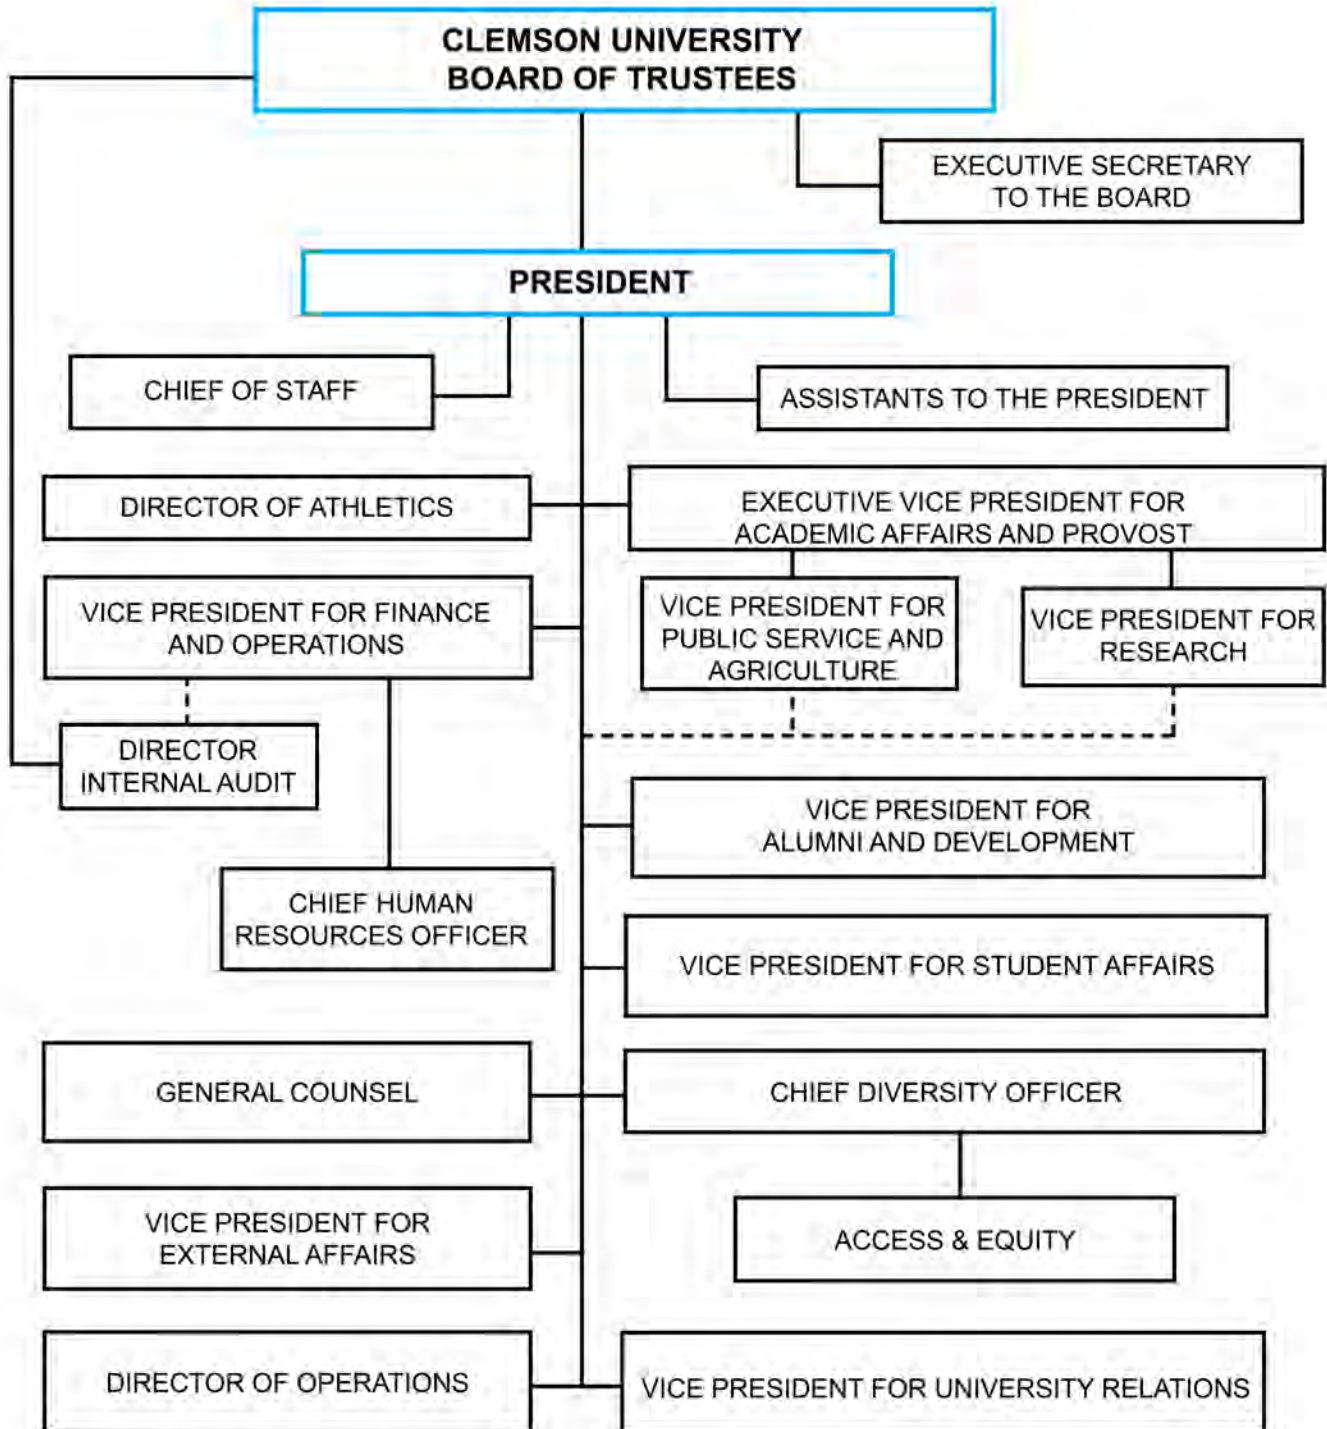 CLEMSON UNIVERSITY
BOARD OF TRUSTEES
EXECUTIVE SECRETARY
TO THE BOARD
PRESIDENT
CHIEF OF STAFF
ASSISTANTS TO THE PRESIDENT
DIRECTOR OF ATHLETICS
EXECUTIVE VICE PRESIDENT FOR
ACADEMIC AFFAIRS AND PROVOST
VICE PRESIDENT FOR FINANCE
AND OPERATIONS
VICE PRESIDENT FOR
PUBLIC SERVICE AND
AGRICULTURE
VICE PRESIDENT FOR
RESEARCH
DIRECTOR
INTERNAL AUDIT
VICE PRESIDENT FOR
ALUMNI AND DEVELOPMENT
CHIEF HUMAN
RESOURCES OFFICER
VICE PRESIDENT FOR STUDENT AFFAIRS
GENERAL COUNSEL
CHIEF DIVERSITY OFFICER
VICE PRESIDENT FOR
EXTERNAL AFFAIRS
ACCESS & EQUITY
DIRECTOR OF OPERATIONS
VICE PRESIDENT FOR UNIVERSITY RELATIONS